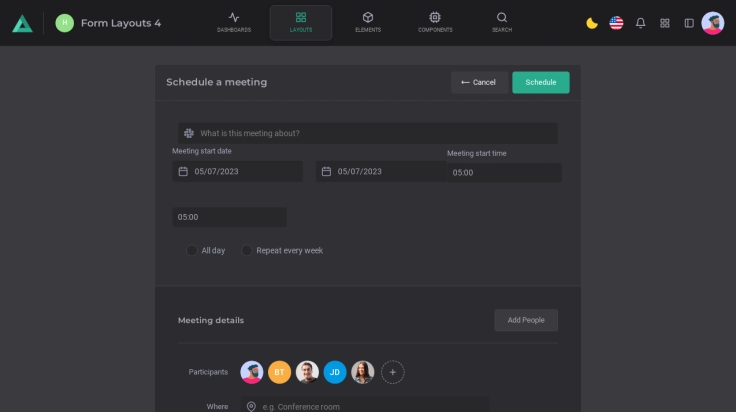 H
Form Layouts 4
DASHBOARDS
LAYOUTS
ELEMENTS
COMPONENTS
SEARCH
Schedule a meeting
Cancel
Schedule
What is this meeting about?
Meeting start date
Meeting start time
05/07/2023
05/07/2023
05:00
05:00
All day
Repeat every week
Meeting details
Add People
Participants
BT
JD
+
Where
e.g. Conference room